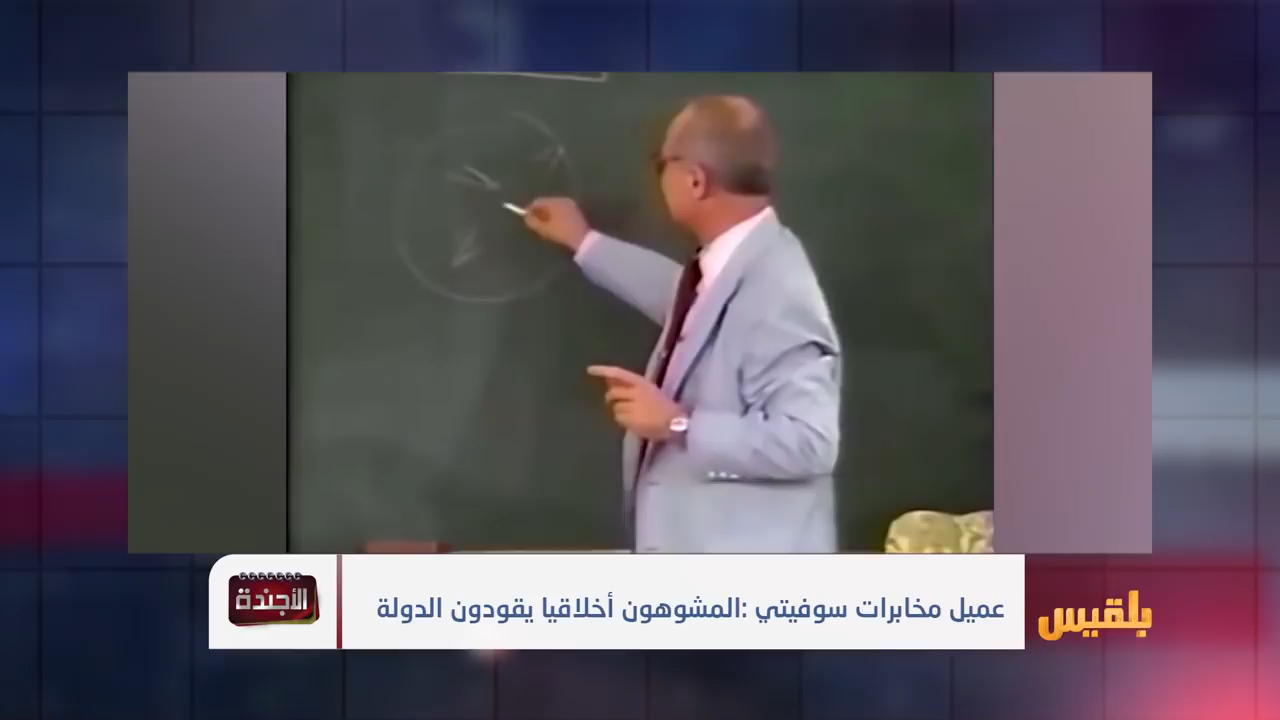 عميل مخابرات سوفيتي :المشوهون أخلاقيا يقودون الدولة
الأجندة
بلقيس